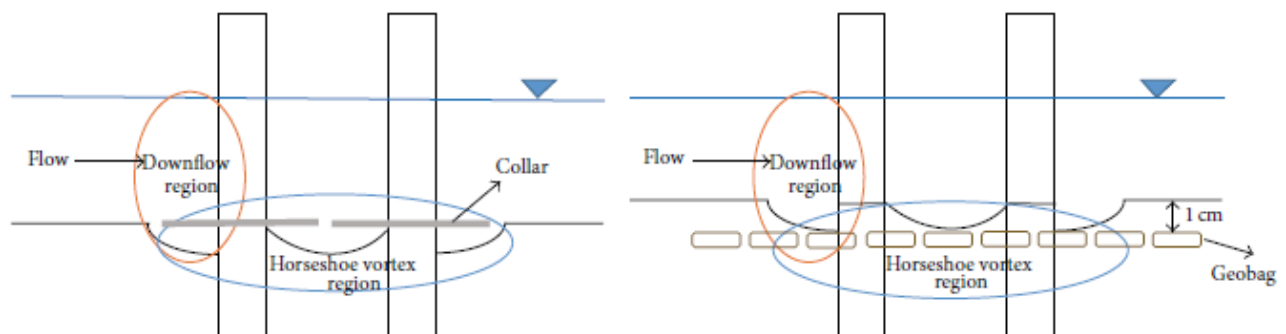 Flow
Downflow
region
Collar
Horseshoe vortex
region
Flow
Downflow
region
1 cm
Horseshoe vortex
region
Geobag